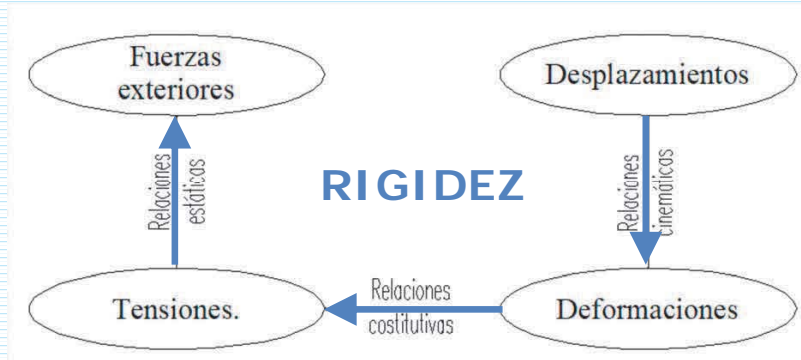 Fuerzas
exteriores
Desplazamientos
Relaciones
estáticas
RIGIDEZ
Relaciones
cinemáticas
Tensiones.
Relaciones
costitutivas
Deformaciones